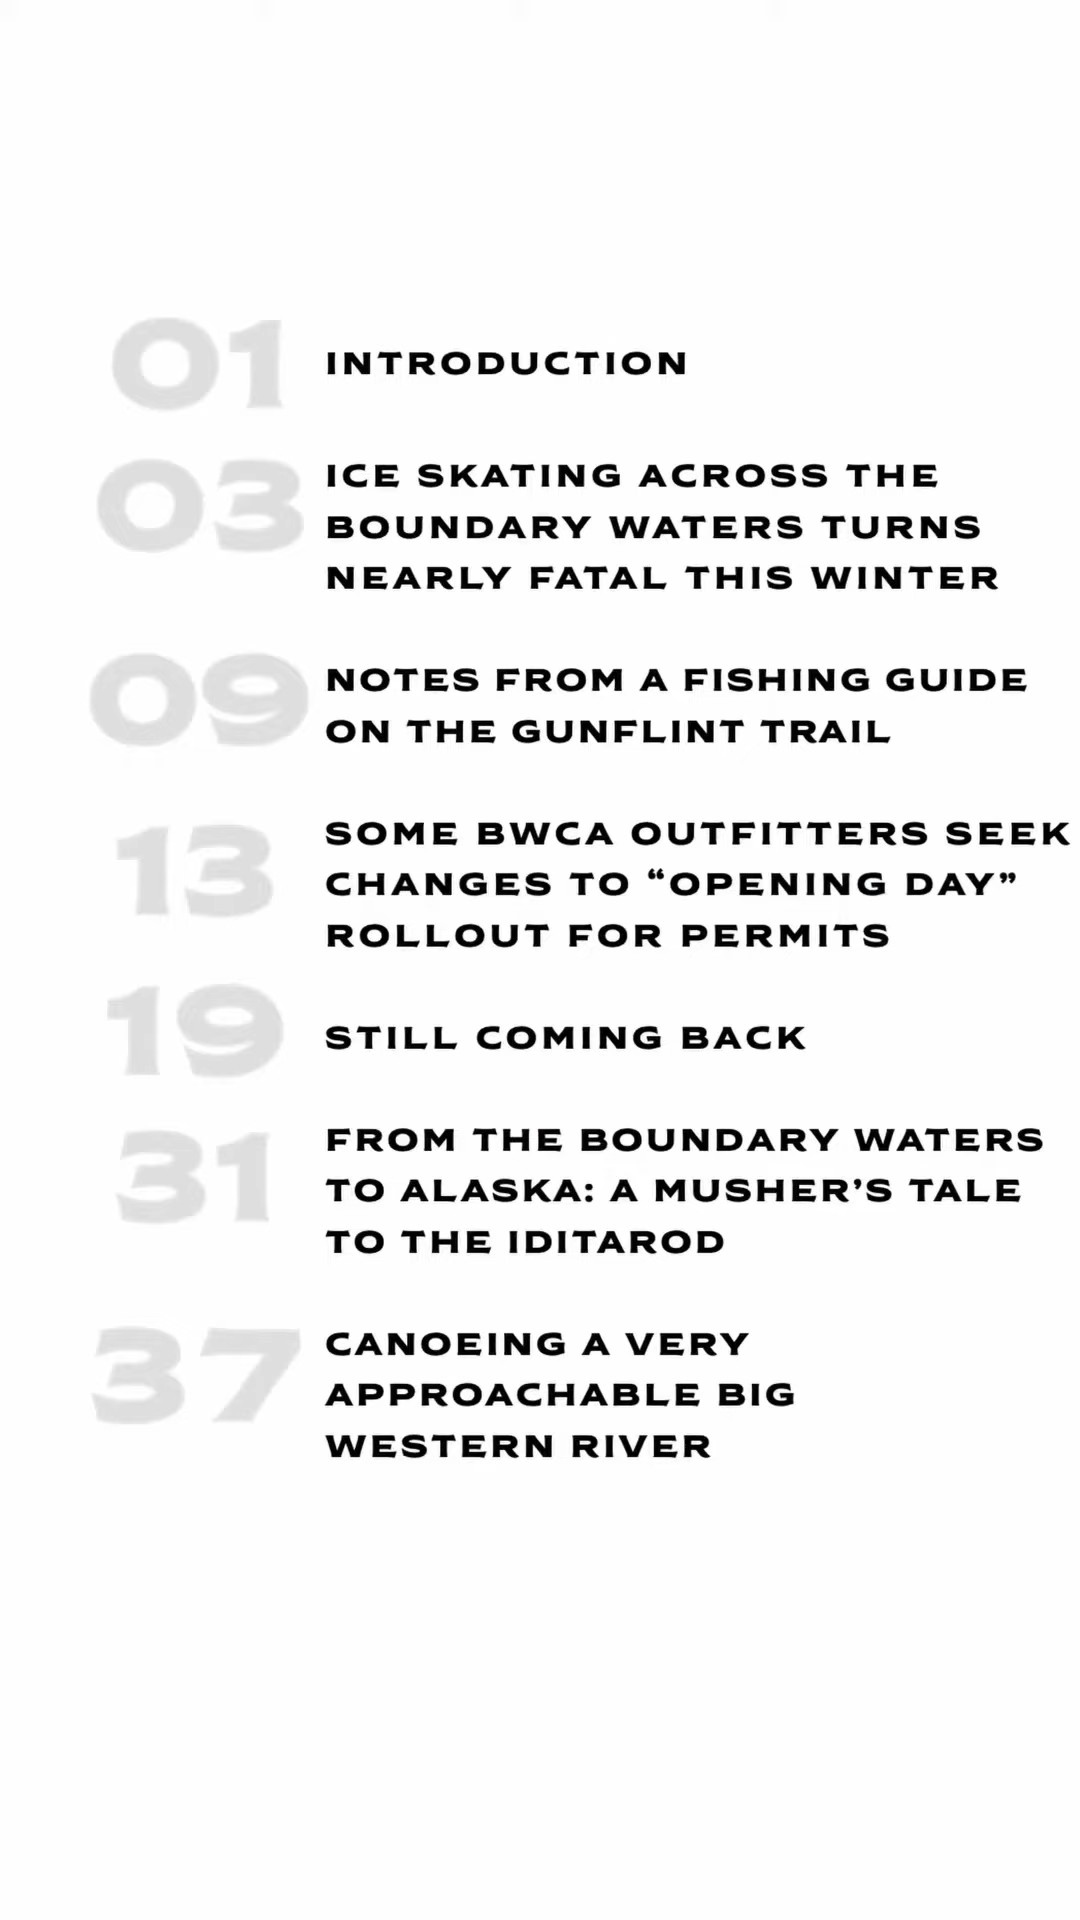 01 INTRODUCTION
03 ICE SKATING ACROSS THE
BOUNDARY WATERS TURNS
NEARLY FATAL THIS WINTER
09 NOTES FROM A FISHING GUIDE
ON THE GUNFLINT TRAIL
13 SOME BWCA OUTFITTERS SEEK
CHANGES TO “OPENING DAY”
ROLLOUT FOR PERMITS
19 STILL COMING BACK
31 FROM THE BOUNDARY WATERS
TO ALASKA: A MUSHER’S TALE
TO THE IDITAROD
37 CANOEING A VERY
APPROACHABLE BIG
WESTERN RIVER